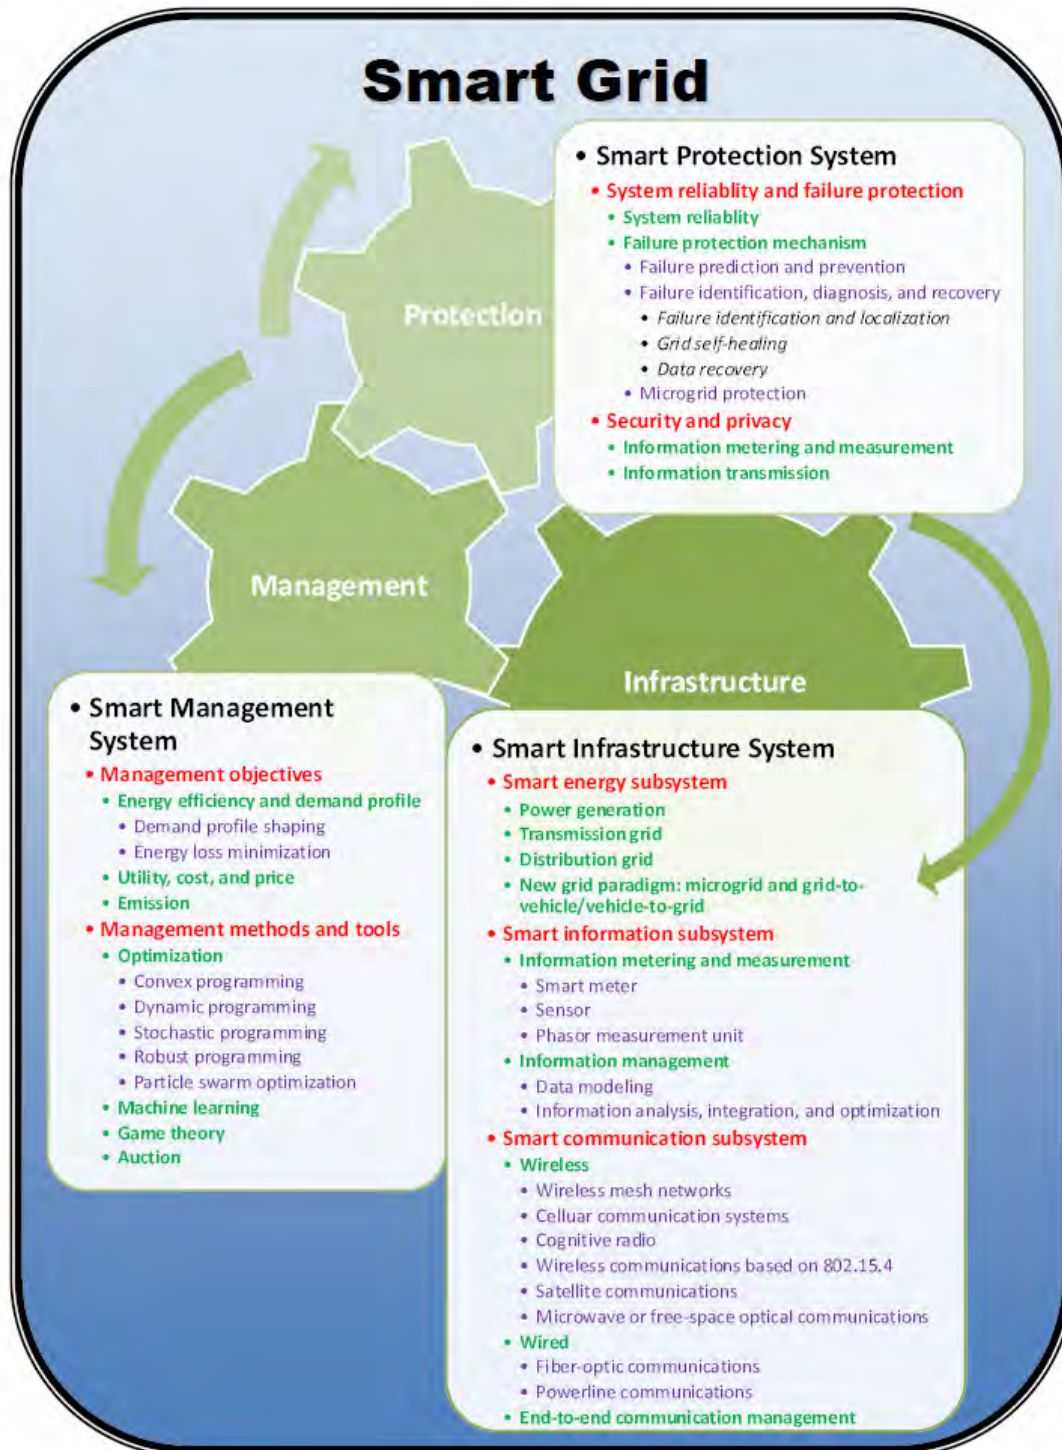 Smart Grid
• Smart Protection System
• System reliablity and failure protection
• System reliablity
• Failure protection mechanism
• Failure prediction and prevention
• Failure identification, diagnosis, and recovery
• Failure identification and localization
• Grid self-healing
• Data recovery
• Microgrid protection
• Security and privacy
• Information metering and measurement
• Information transmission
Protection
Management
Infrastructure
• Smart Management
System
• Management objectives
• Energy efficiency and demand profile
• Demand profile shaping
• Energy loss minimization
• Utility, cost, and price
• Emission
• Management methods and tools
• Optimization
• Convex programming
• Dynamic programming
• Stochastic programming
• Robust programming
• Particle swarm optimization
• Machine learning
• Game theory
• Auction
• Smart Infrastructure System
• Smart energy subsystem
• Power generation
• Transmission grid
• Distribution grid
• New grid paradigm: microgrid and grid-to-
vehicle/vehicle-to-grid
• Smart information subsystem
• Information metering and measurement
• Smart meter
• Sensor
• Phasor measurement unit
• Information management
• Data modeling
• Information analysis, integration, and optimization
• Smart communication subsystem
• Wireless
• Wireless mesh networks
• Celluar communication systems
• Cognitive radio
• Wireless communications based on 802.15.4
• Satellite communications
• Microwave or free-space optical communications
• Wired
• Fiber-optic communications
• Powerline communications
• End-to-end communication management